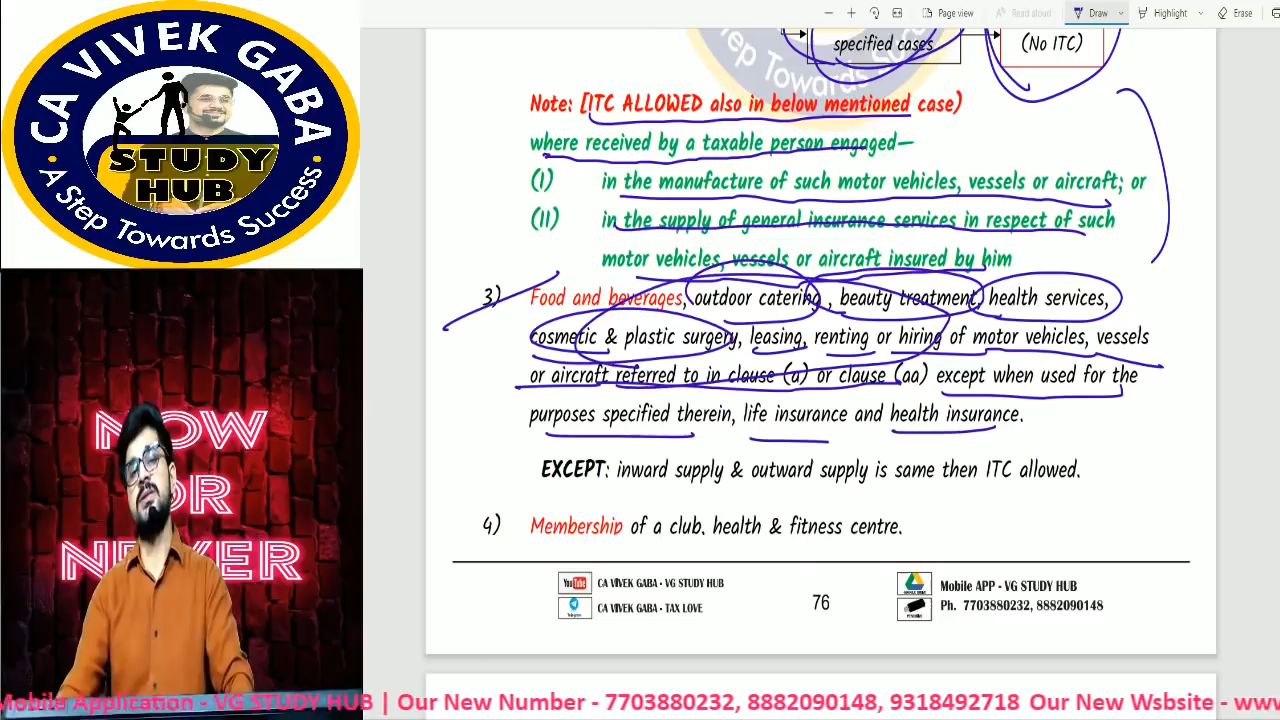 CA VIVEK GABA
STUDY
HUB
A Step Towards Success
NOW
OR
NEVER
Page view
Read aloud
Draw
Highlight
Erase
specified cases
(No ITC)
Note: [ITC ALLOWED also in below mentioned case)
where received by a taxable person engaged—
(I) in the manufacture of such motor vehicles, vessels or aircraft; or
(II) in the supply of general insurance services in respect of such
motor vehicles, vessels or aircraft insured by him
3) Food and beverages, outdoor catering , beauty treatment, health services,
cosmetic & plastic surgery, leasing, renting or hiring of motor vehicles, vessels
or aircraft referred to in clause (a) or clause (aa) except when used for the
purposes specified therein, life insurance and health insurance.
EXCEPT: inward supply & outward supply is same then ITC allowed.
4) Membership of a club. health & fitness centre.
YouTube CA VIVEK GABA - VG STUDY HUB
Telegram CA VIVEK GABA - TAX LOVE
76
Mobile APP - VG STUDY HUB
Ph. 7703880232, 8882090148
Mobile Application - VG STUDY HUB | Our New Number - 7703880232, 8882090148, 9318492718 Our New Wsbsite - www